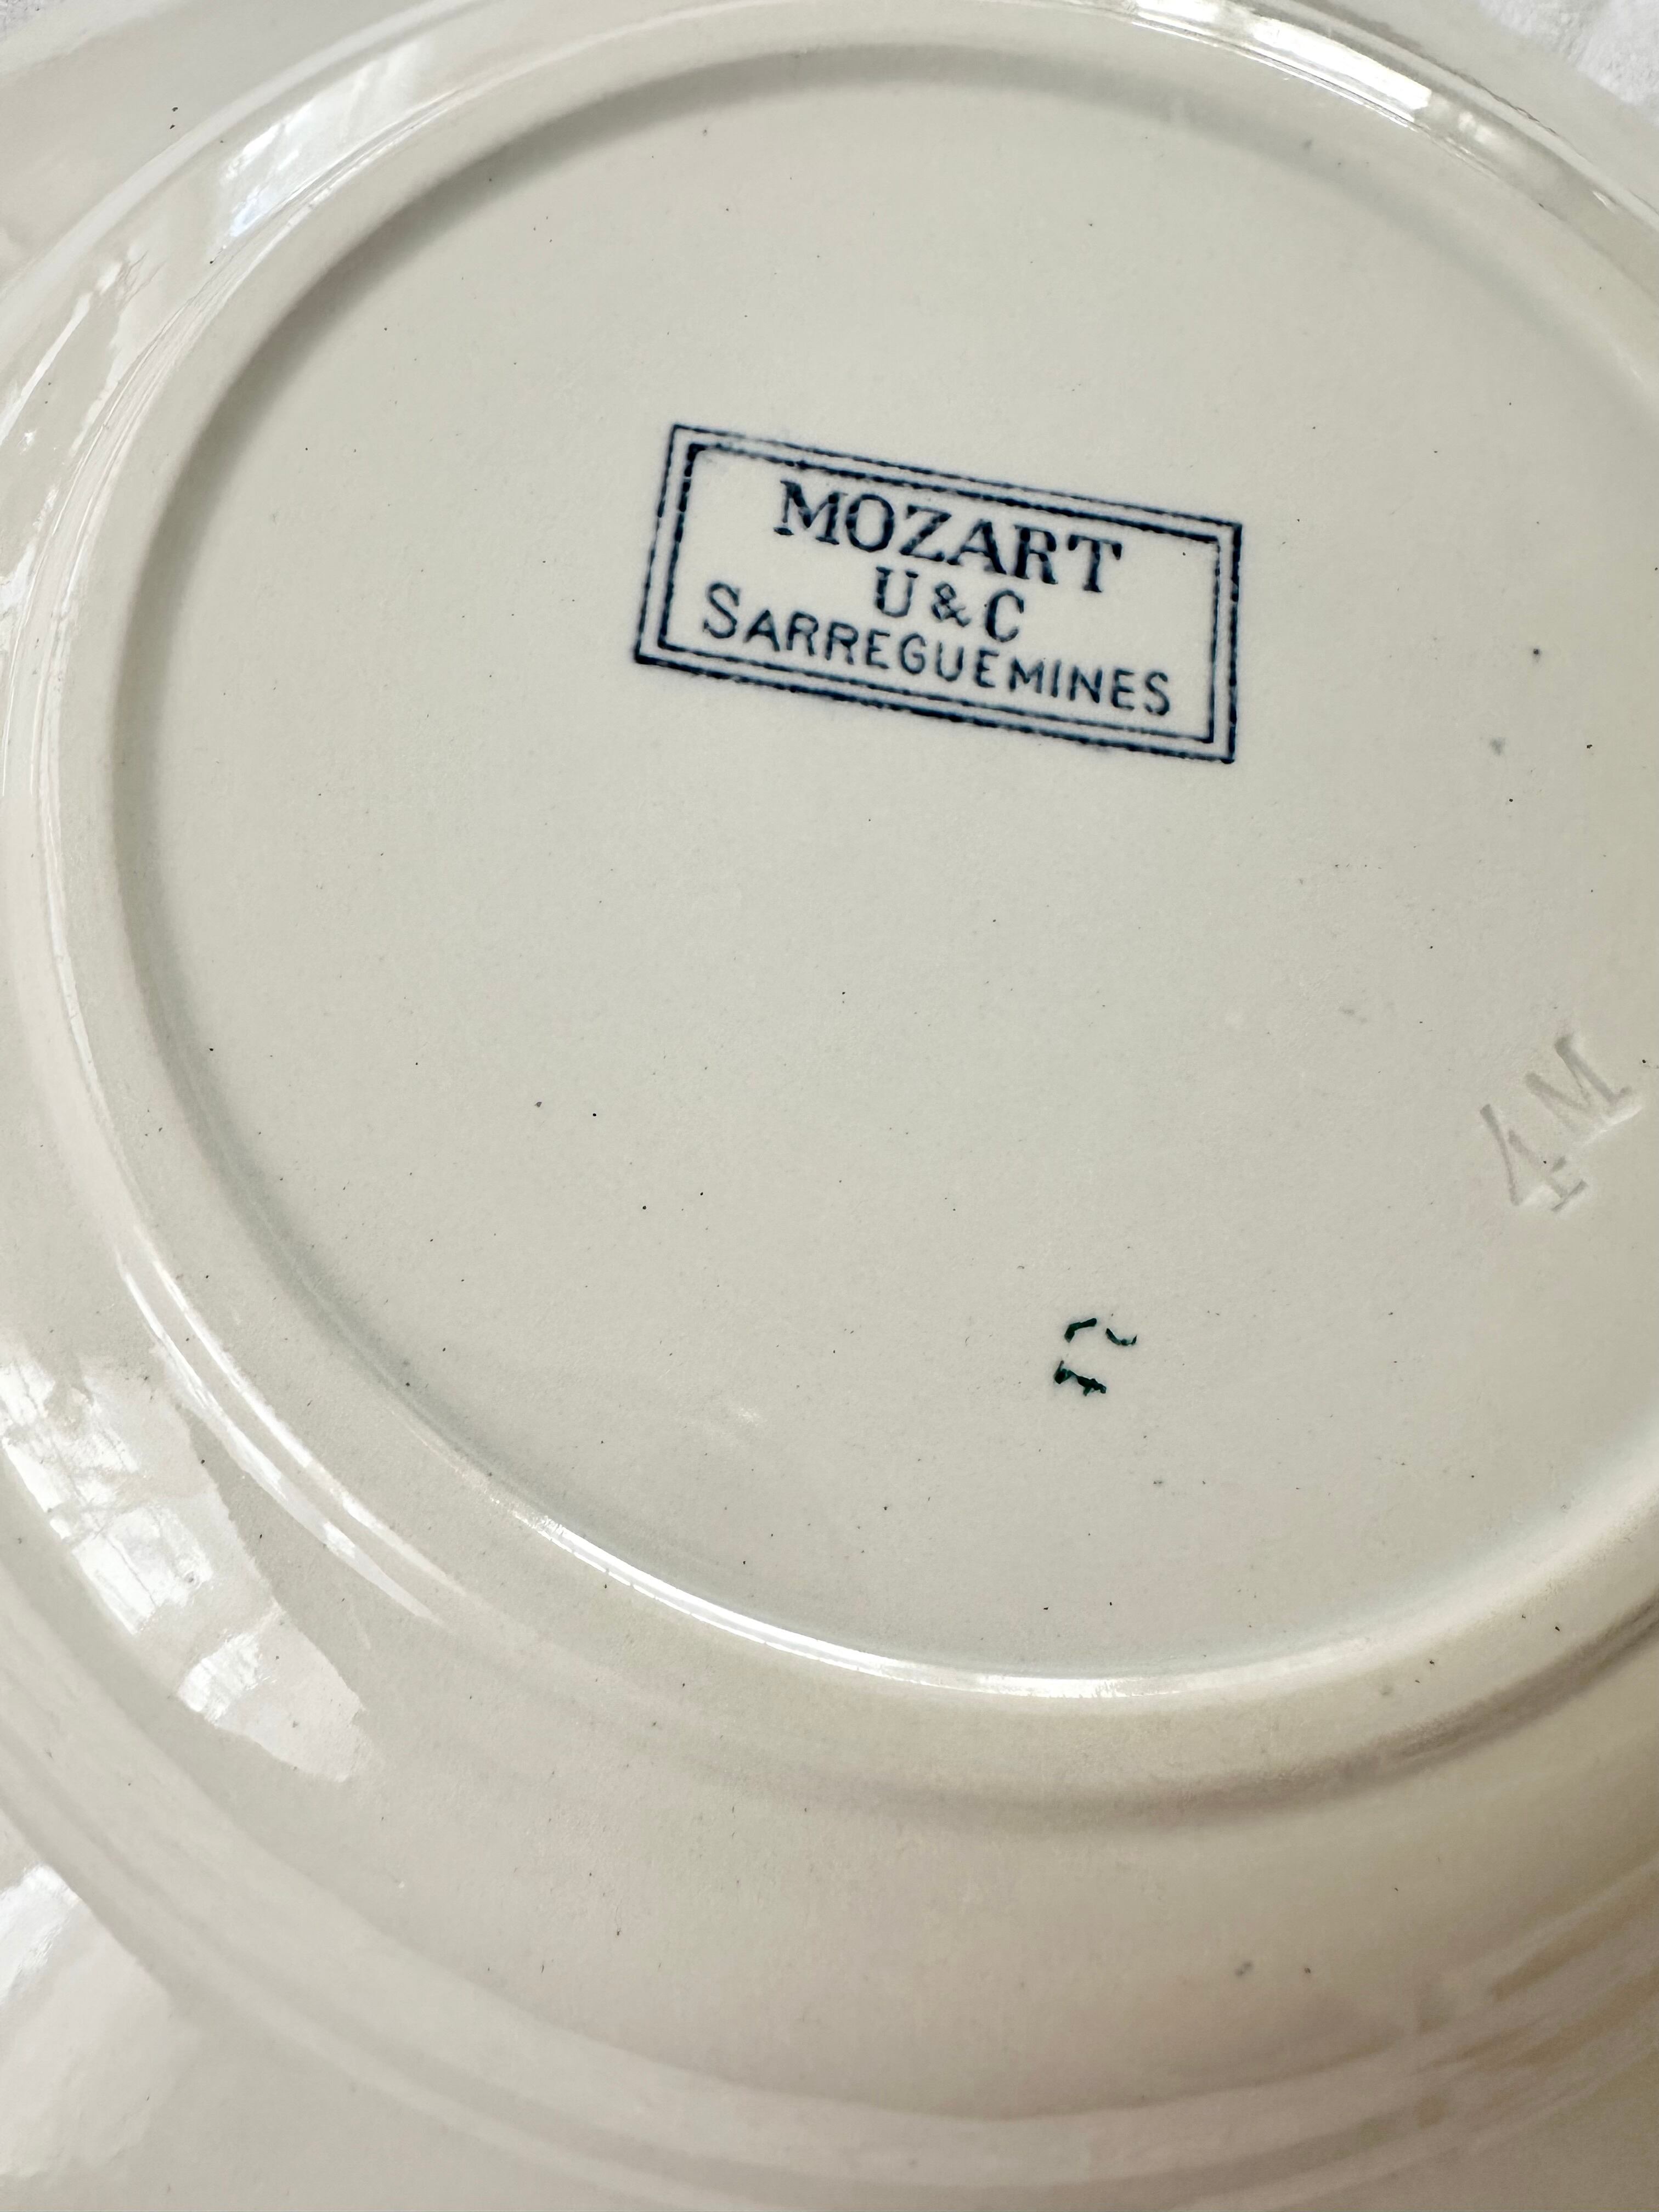 MOZART
U & C
SARREGUEMINES
4M